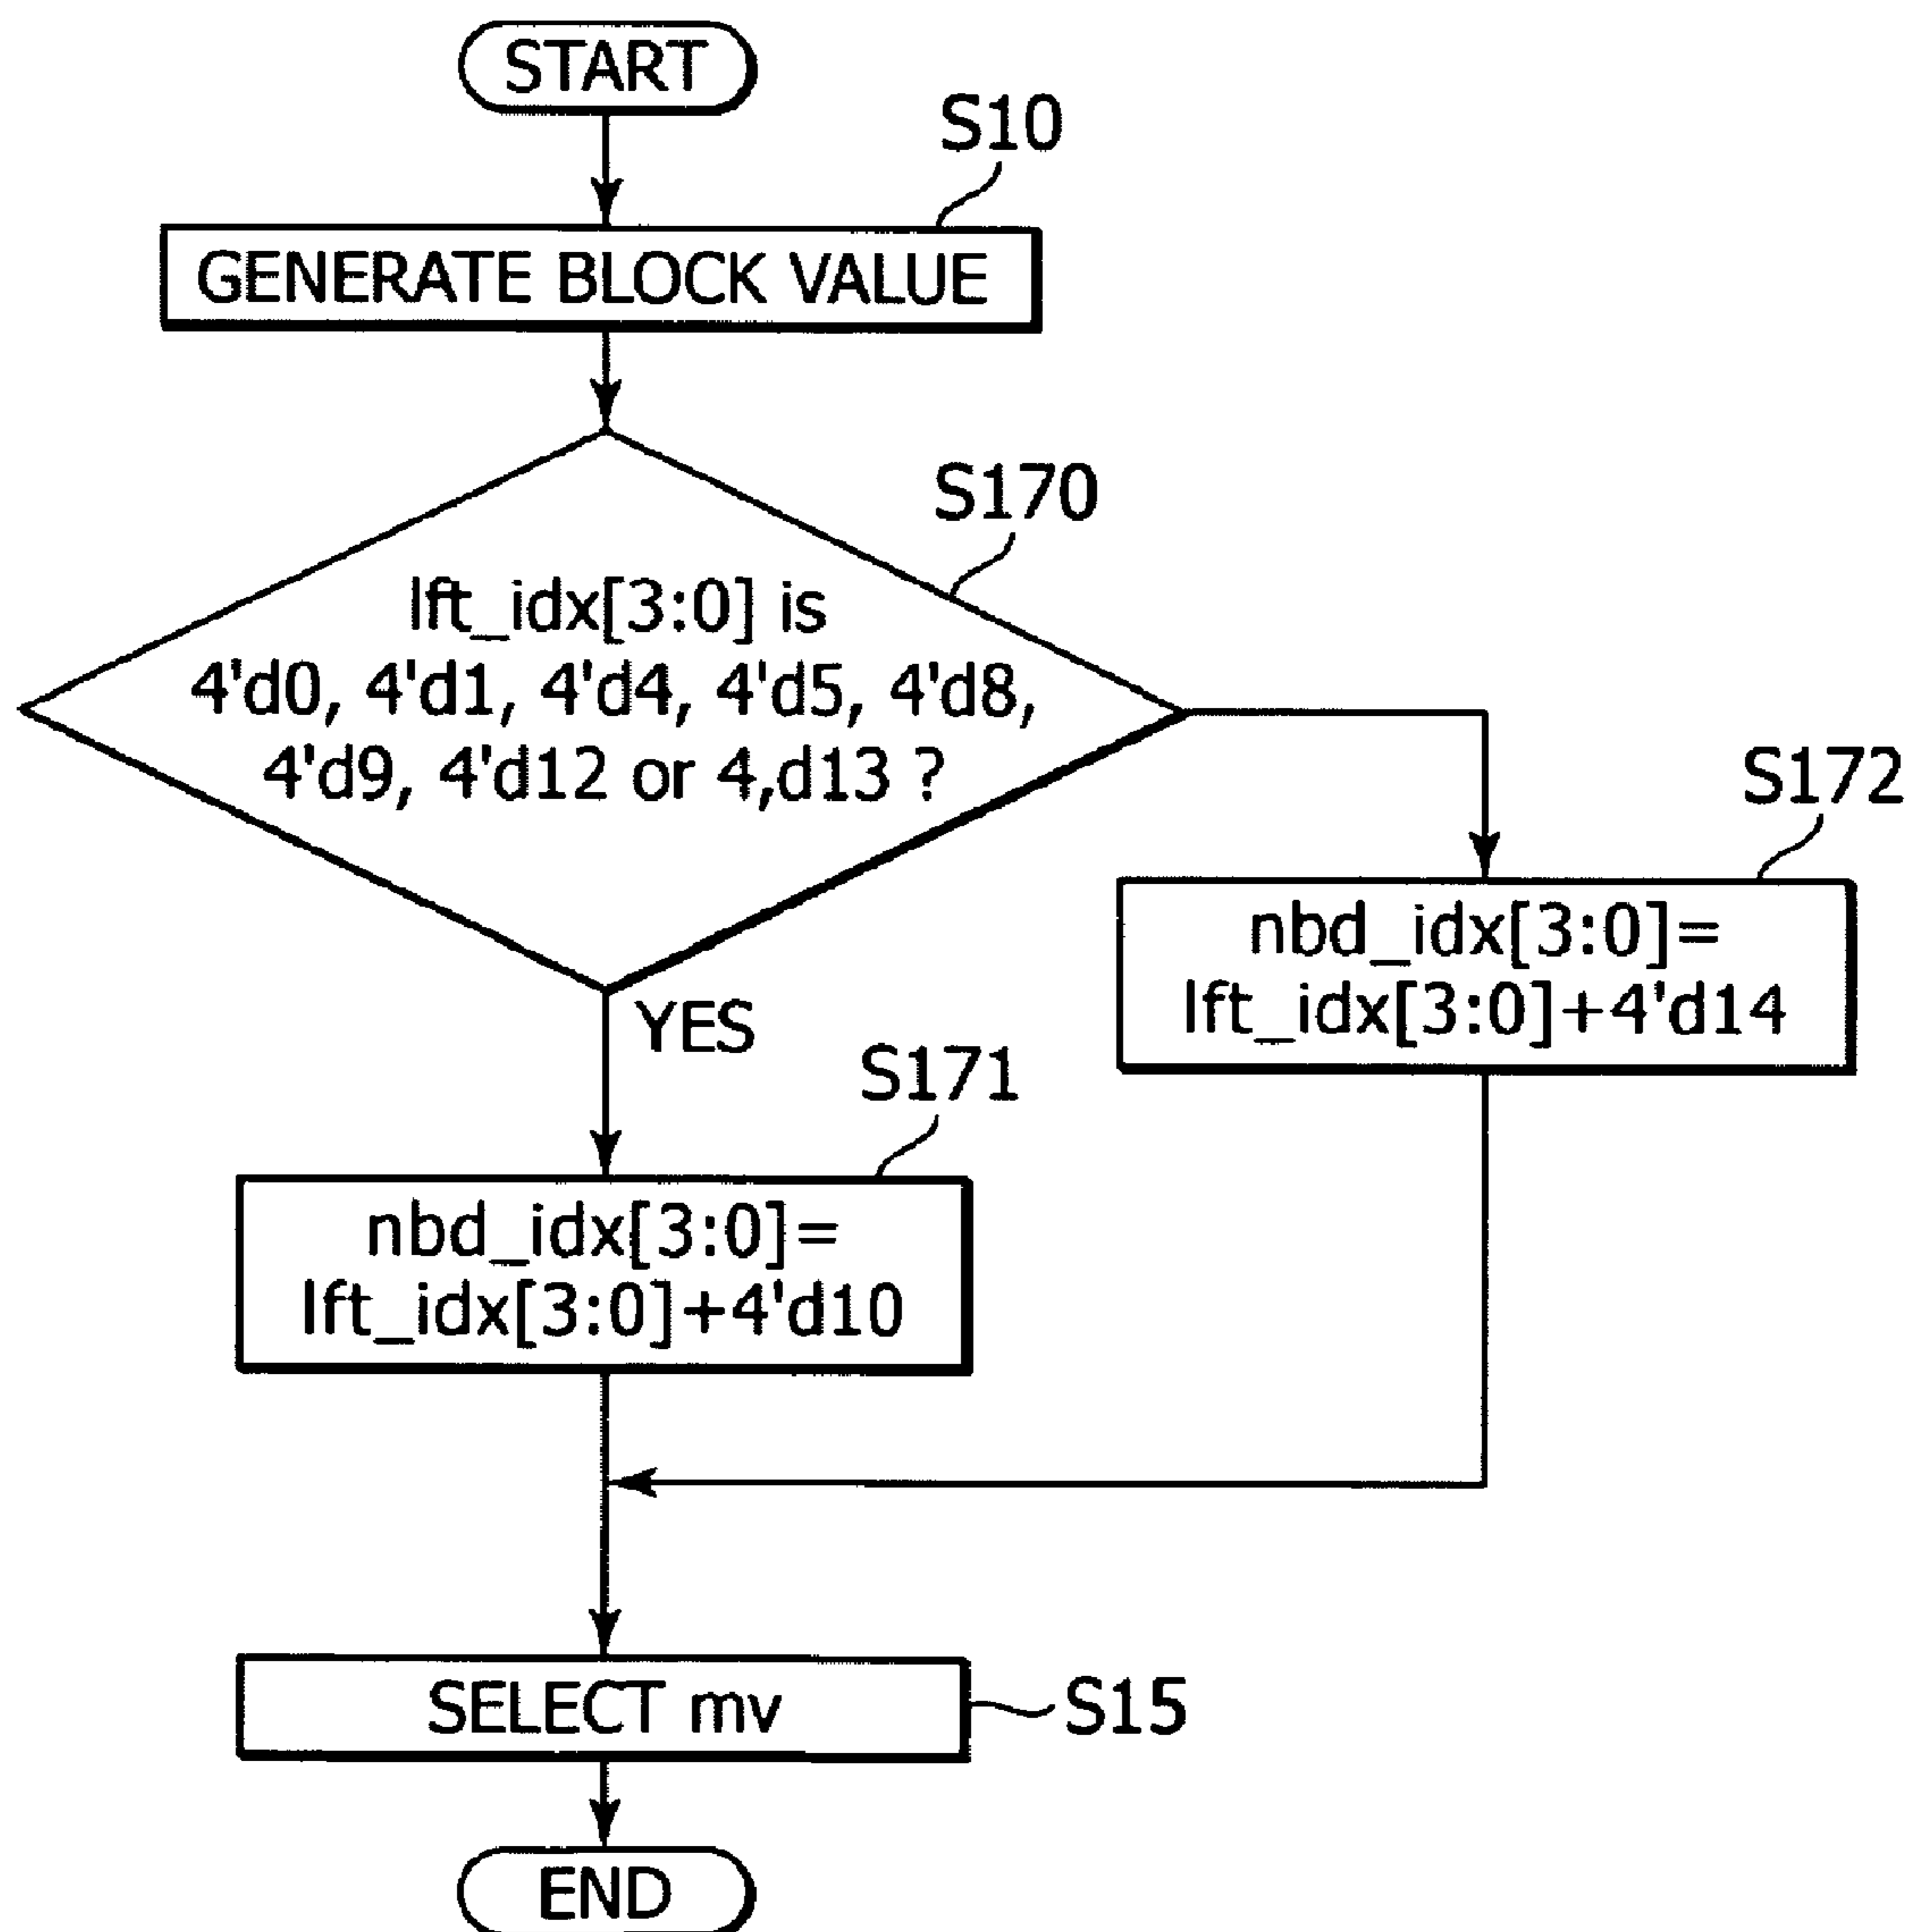 START
S10
GENERATE BLOCK VALUE
S170
lft_idx[3:0] is
4'd0, 4'd1, 4'd4, 4'd5, 4'd8,
4'd9, 4'd12 or 4,d13 ?
S172
nbd_idx[3:0]=
lft_idx[3:0]+4'd14
YES
S171
nbd_idx[3:0]=
lft_idx[3:0]+4'd10
SELECT mv
S15
END